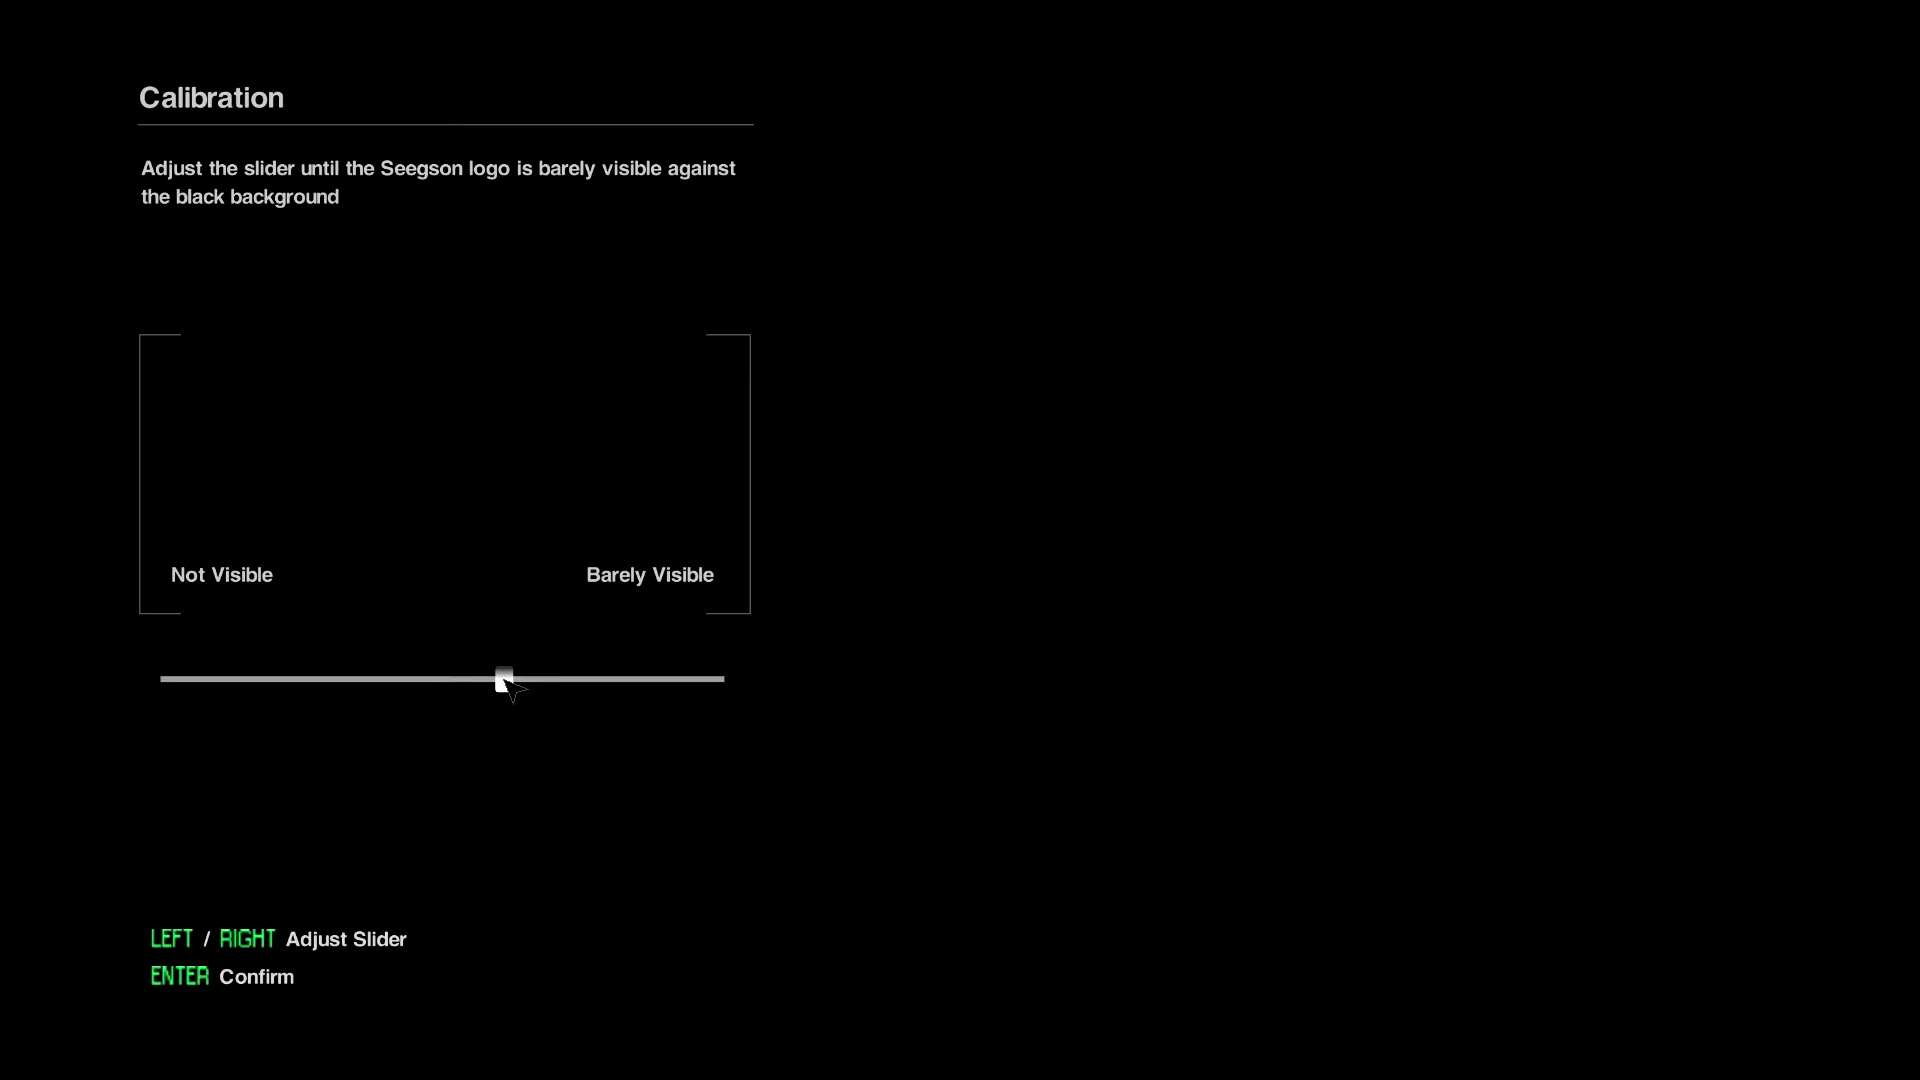 Calibration
Adjust the slider until the Seegson logo is barely visible against
the black background
Not Visible
Barely Visible
LEFT / RIGHT Adjust Slider
ENTER Confirm